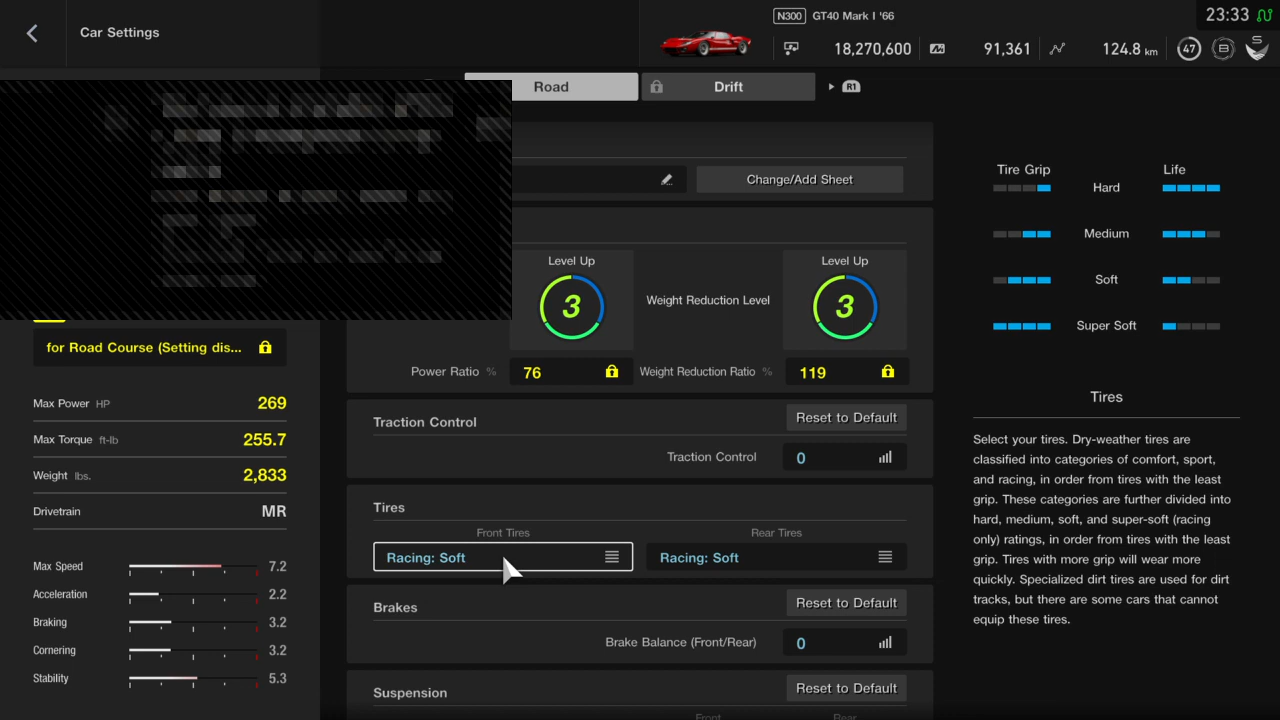 N300 GT40 Mark I '66
23:33
Car Settings
18,270,600
91,361
124.8 km
47
B
S
Road
Drift
R1
Change/Add Sheet
Tire Grip
Life
Hard
Medium
Soft
Super Soft
Level Up
3
Weight Reduction Level
Level Up
3
Power Ratio %
76
Weight Reduction Ratio %
119
for Road Course (Setting dis...
Max Power HP
269
Max Torque ft-lb
255.7
Weight lbs.
2,833
Drivetrain
MR
Max Speed
7.2
Acceleration
2.2
Braking
3.2
Cornering
3.2
Stability
5.3
Traction Control
Reset to Default
Traction Control
0
Tires
Front Tires
Rear Tires
Racing: Soft
Racing: Soft
Brakes
Reset to Default
Brake Balance (Front/Rear)
0
Suspension
Reset to Default
Front
Rear
Tires
Select your tires. Dry-weather tires are
classified into categories of comfort, sport,
and racing, in order from tires with the least
grip. These categories are further divided into
hard, medium, soft, and super-soft (racing
only) ratings, in order from tires with the least
grip. Tires with more grip will wear more
quickly. Specialized dirt tires are used for dirt
tracks, but there are some cars that cannot
equip these tires.